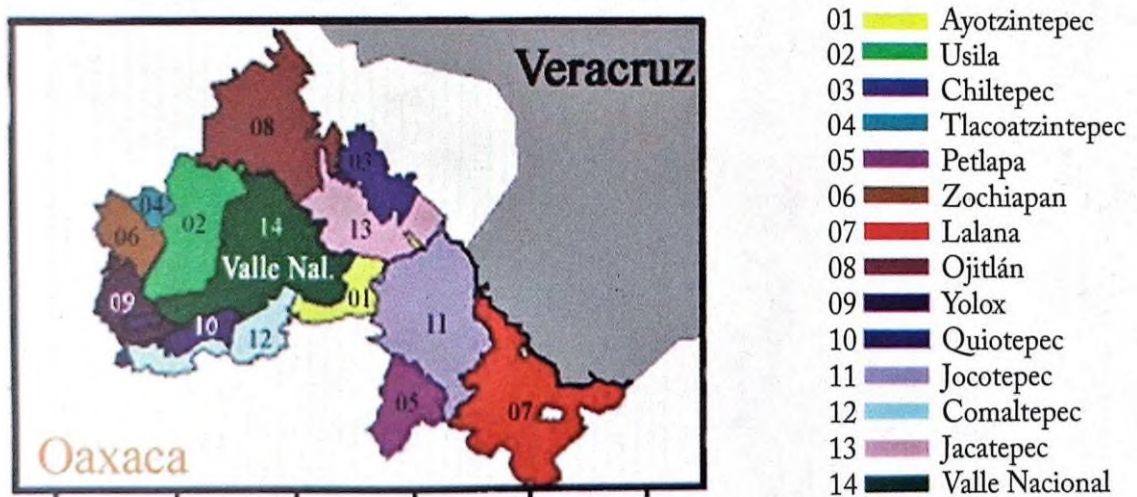 Veracruz
08
03
04
02
14
13
06
Valle Nal.
09
01
10
12
11
05
07
Oaxaca
01 Ayotzintepec
02 Usila
03 Chiltepec
04 Tlacoatzintepec
05 Petlapa
06 Zochiapan
07 Lalana
08 Ojitlán
09 Yolox
10 Quiotepec
11 Jocotepec
12 Comaltepec
13 Jacatepec
14 Valle Nacional